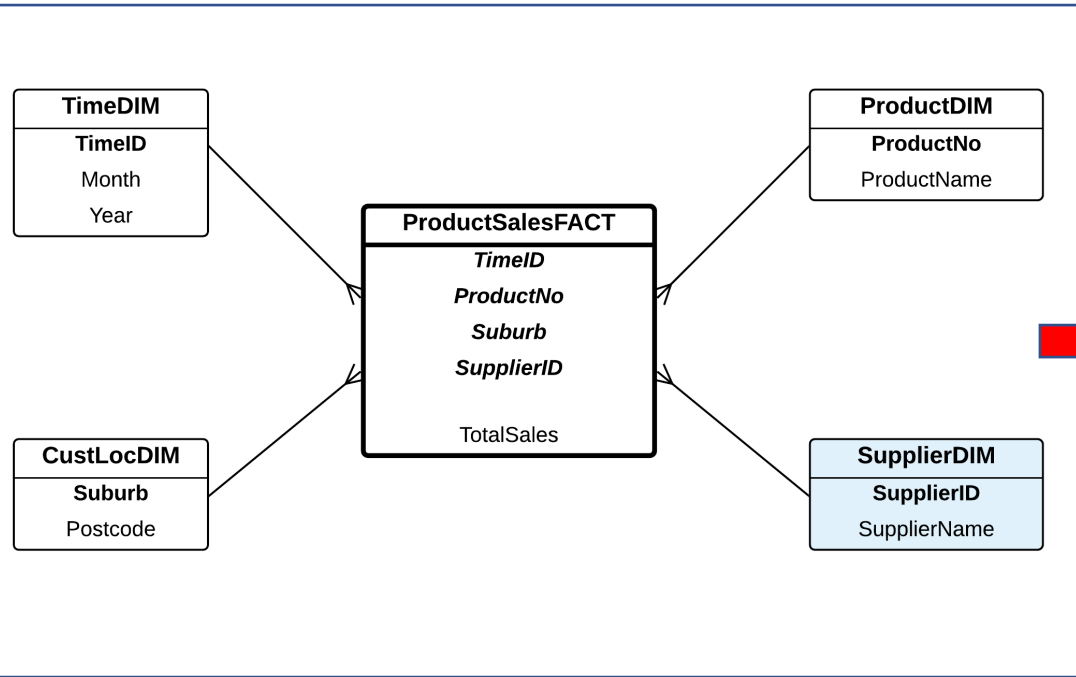 TimeDIM
TimeID
Month
Year
ProductSalesFACT
TimeID
ProductNo
Suburb
SupplierID
TotalSales
ProductDIM
ProductNo
ProductName
CustLocDIM
Suburb
Postcode
SupplierDIM
SupplierID
SupplierName